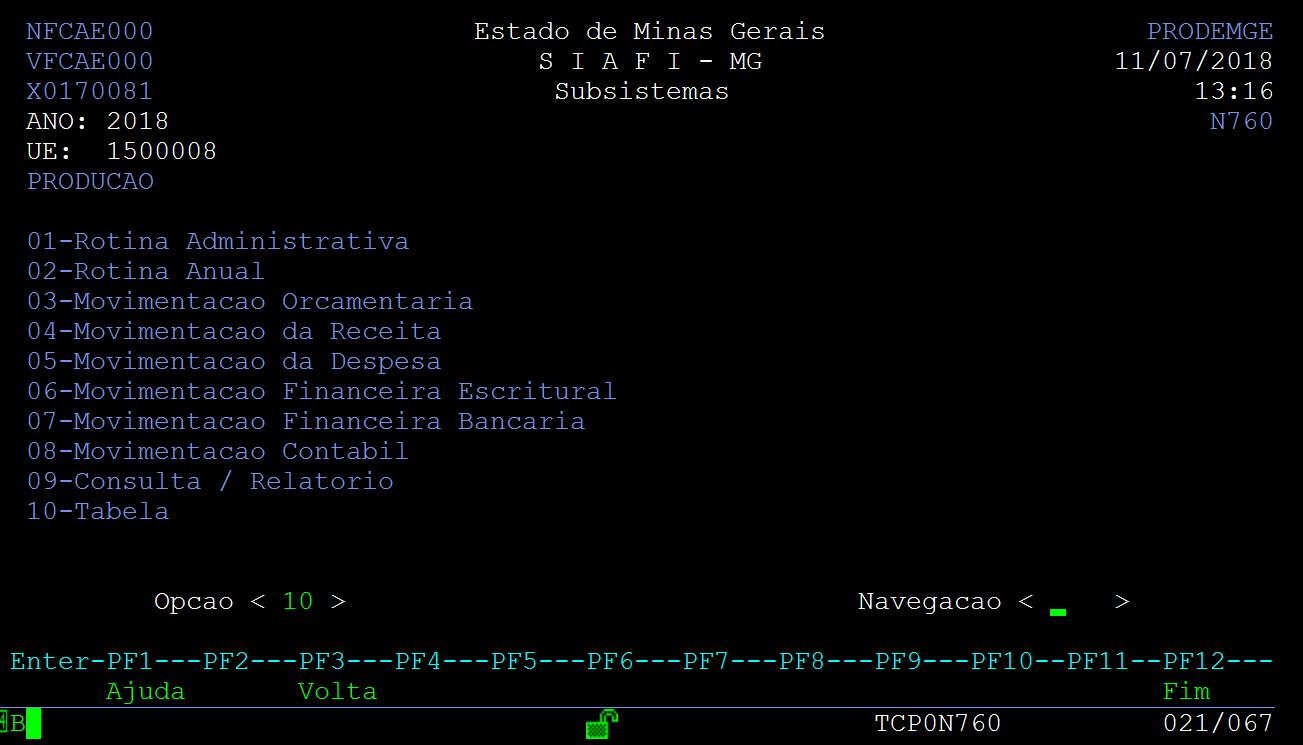 NFCAE000 Estado de Minas Gerais PRODEMGE
VFCAE000 S I A F I - MG 11/07/2018
X0170081 Subsistemas 13:16
ANO: 2018 N760
UE: 1500008
PRODUCAO
01-Rotina Administrativa
02-Rotina Anual
03-Movimentacao Orcamentaria
04-Movimentacao da Receita
05-Movimentacao da Despesa
06-Movimentacao Financeira Escritural
07-Movimentacao Financeira Bancaria
08-Movimentacao Contabil
09-Consulta / Relatorio
10-Tabela
Opcao < 10 > Navegacao < _ >
Enter-PF1---PF2---PF3---PF4---PF5---PF6---PF7---PF8---PF9---PF10--PF11--PF12---
Ajuda Volta Fim
B TCP0N760 021/067